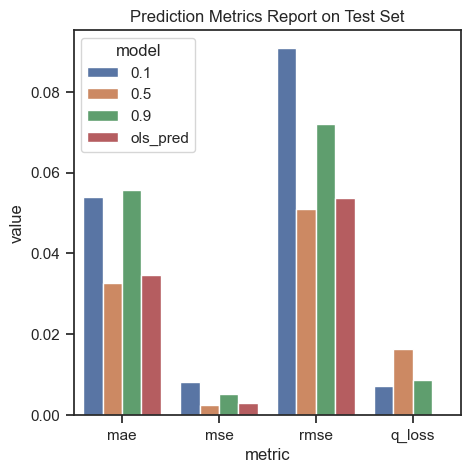 Prediction Metrics Report on Test Set
model
0.1
0.5
0.9
ols_pred
value
0.08
0.06
0.04
0.02
0.00
mae
mse
rmse
q_loss
metric